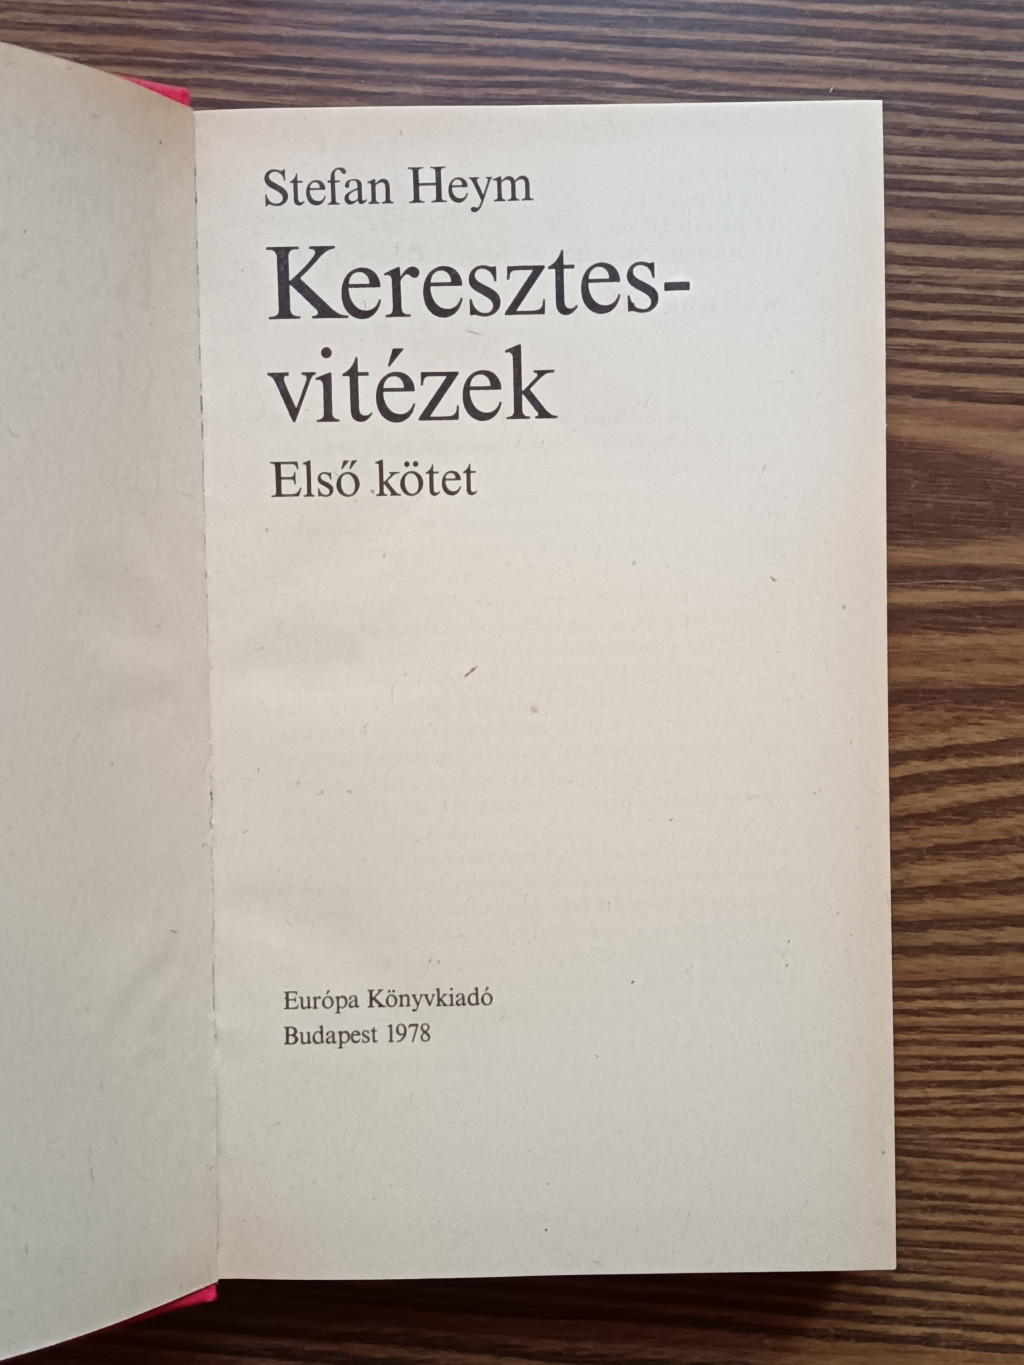 Stefan Heym
Keresztes-
vitézek
Első kötet
Európa Könyvkiadó
Budapest 1978